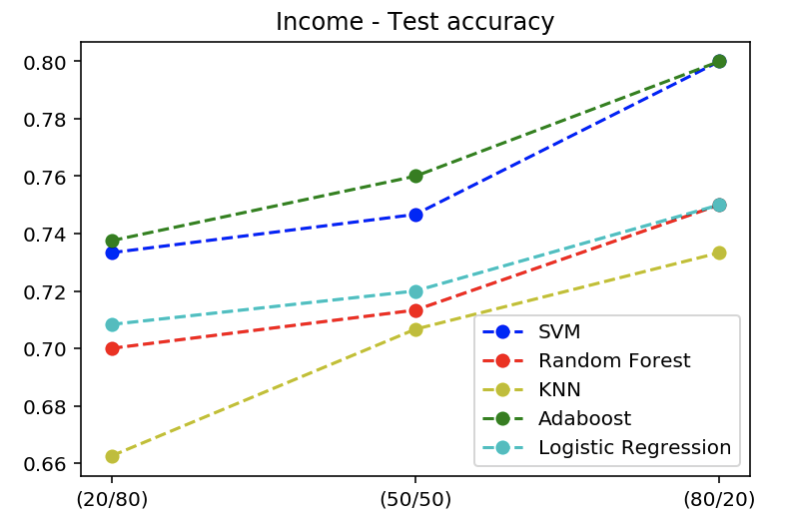 Income - Test accuracy
0.80
0.78
0.76
0.74
0.72
0.70
0.68
0.66
SVM
Random Forest
KNN
Adaboost
Logistic Regression
(20/80) (50/50) (80/20)